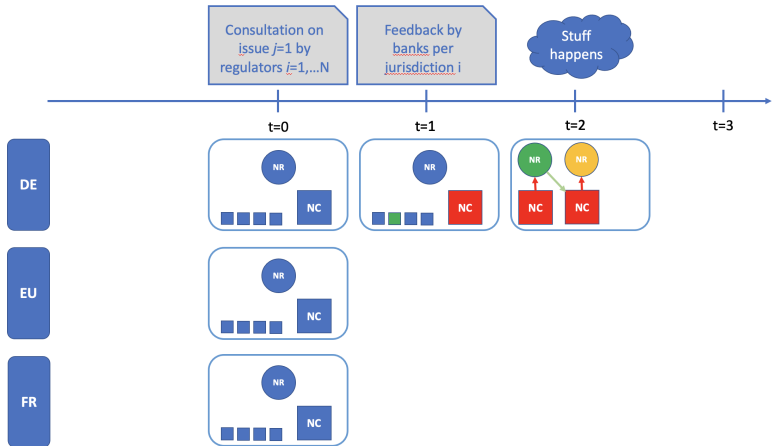 Consultation on
issue j=1 by
regulators i=1,...N
Feedback by
banks per
jurisdiction i
Stuff
happens
t=0
t=1
t=2
t=3
DE
NR
NC
NR
NC
NR
NR
NC
NC
EU
NR
NC
FR
NR
NC